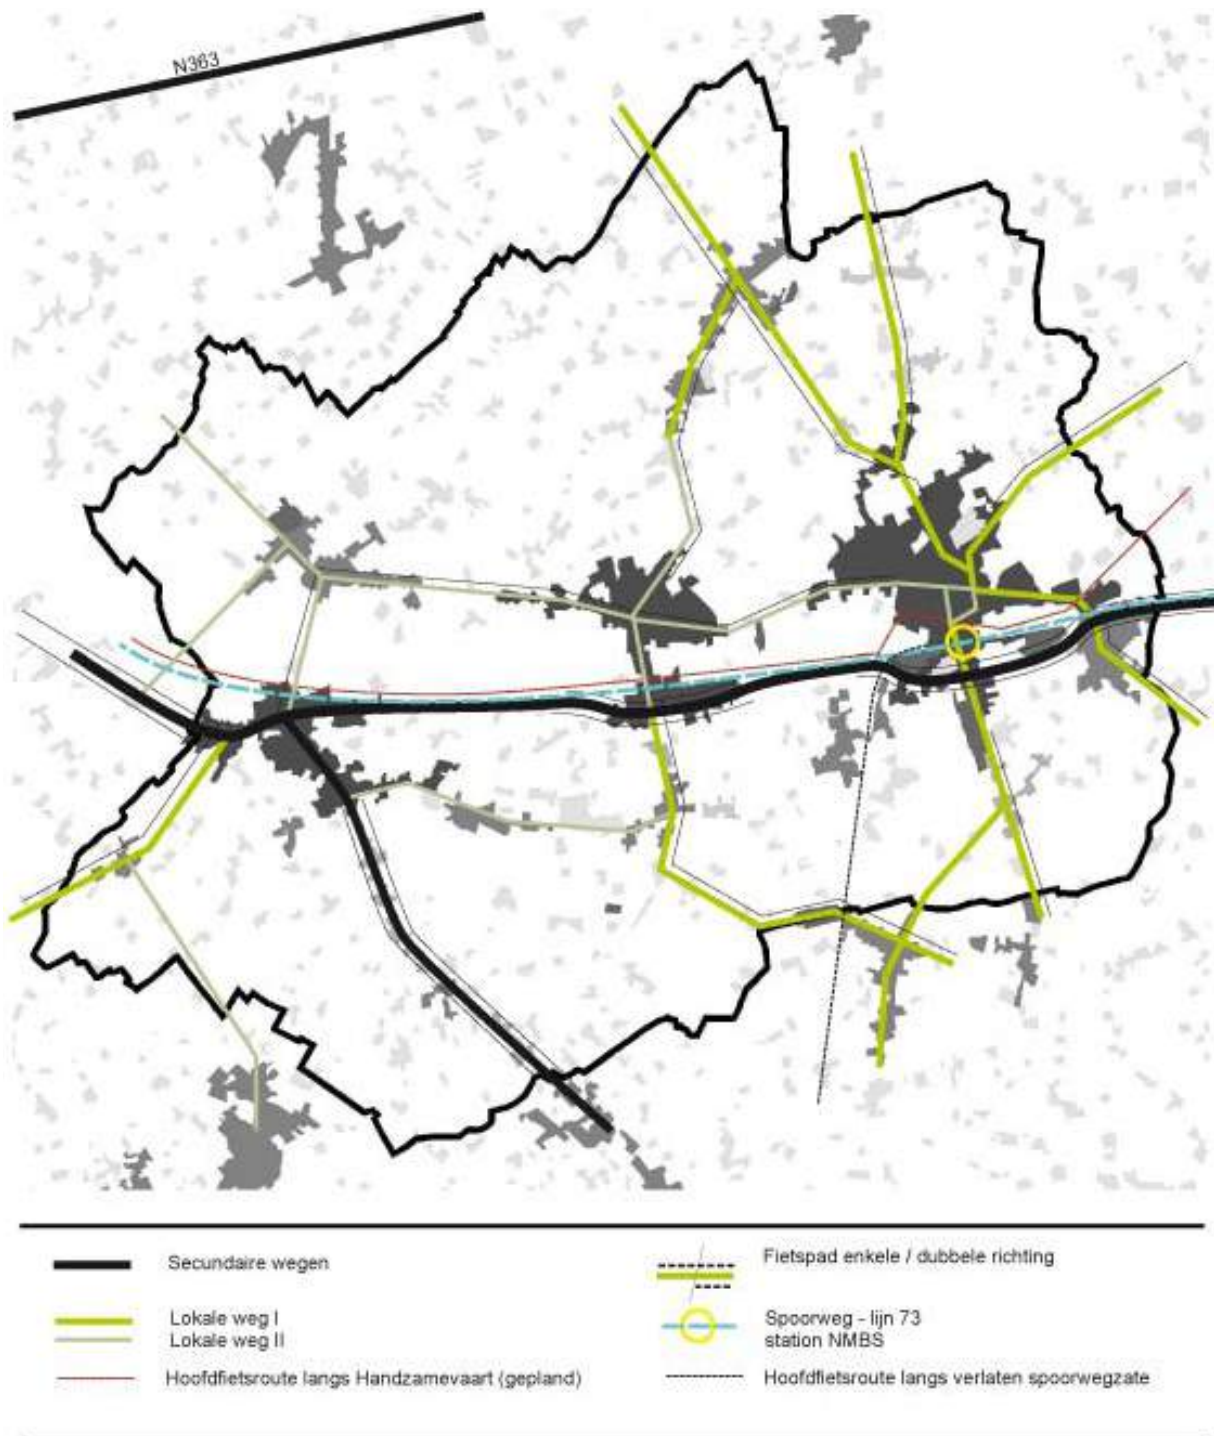 N363
Secundaire wegen
Lokale weg I
Lokale weg II
Hoofdfietsroute langs Handzamevaart (gepland)
Fietspad enkele / dubbele richting
Spoorweg - lijn 73
station NMBS
Hoofdfietsroute langs verlaten spoorwegzate